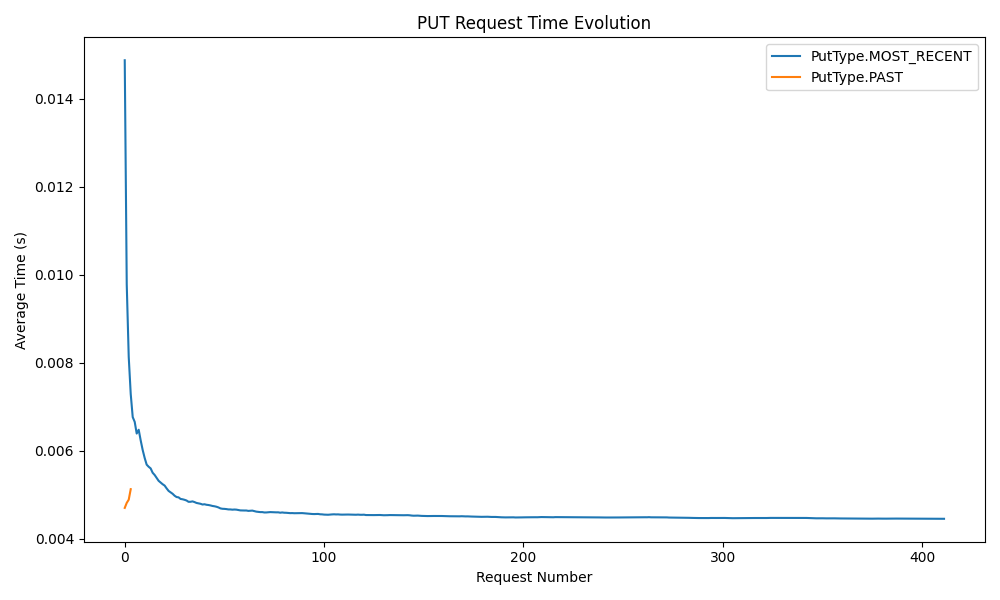 PUT Request Time Evolution
PutType.MOST_RECENT
PutType.PAST
Average Time (s)
0.014
0.012
0.010
0.008
0.006
0.004
0 100 200 300 400
Request Number